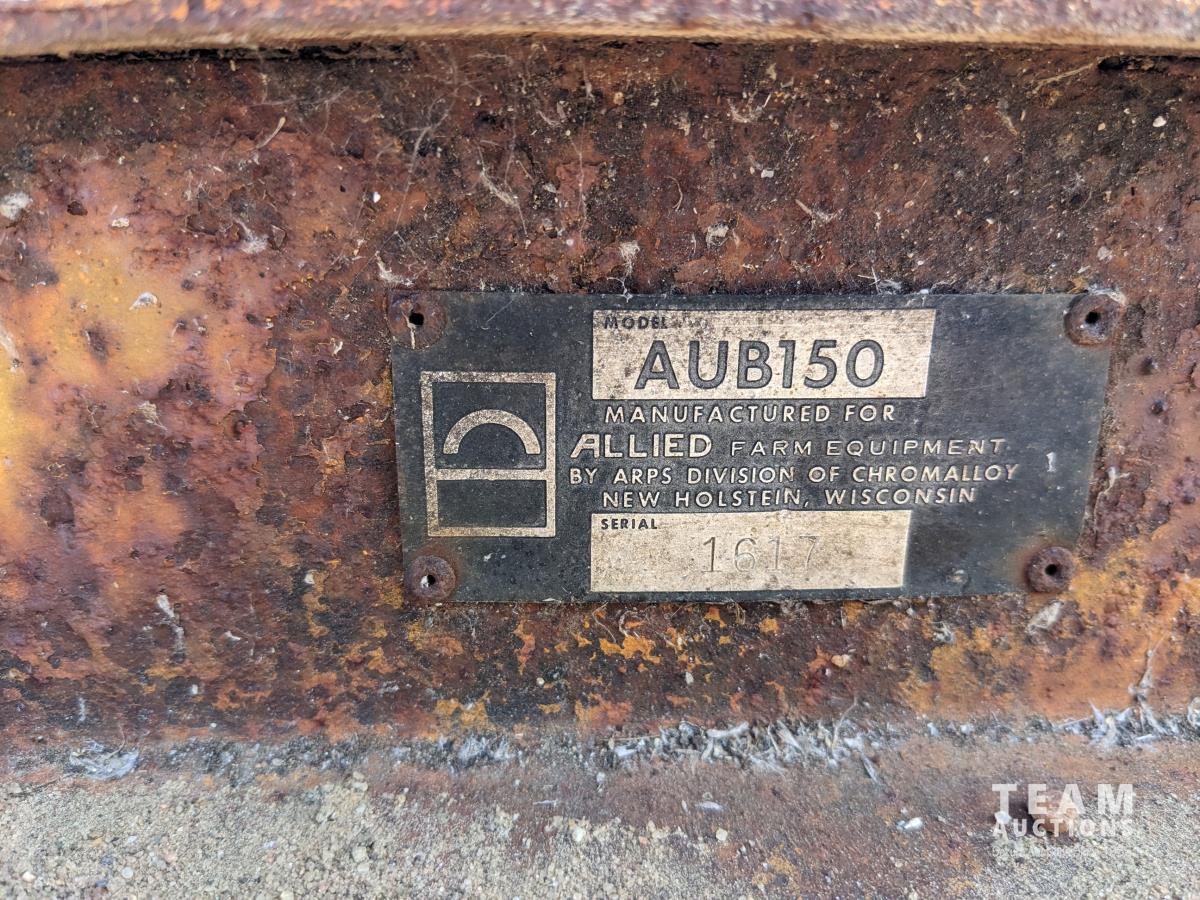 MODEL
AUB150
MANUFACTURED FOR
ALLIED FARM EQUIPMENT
BY ARPS DIVISION OF CHROMALLOY
NEW HOLSTEIN, WISCONSIN
SERIAL
1617
TEAM
AUCTIONS